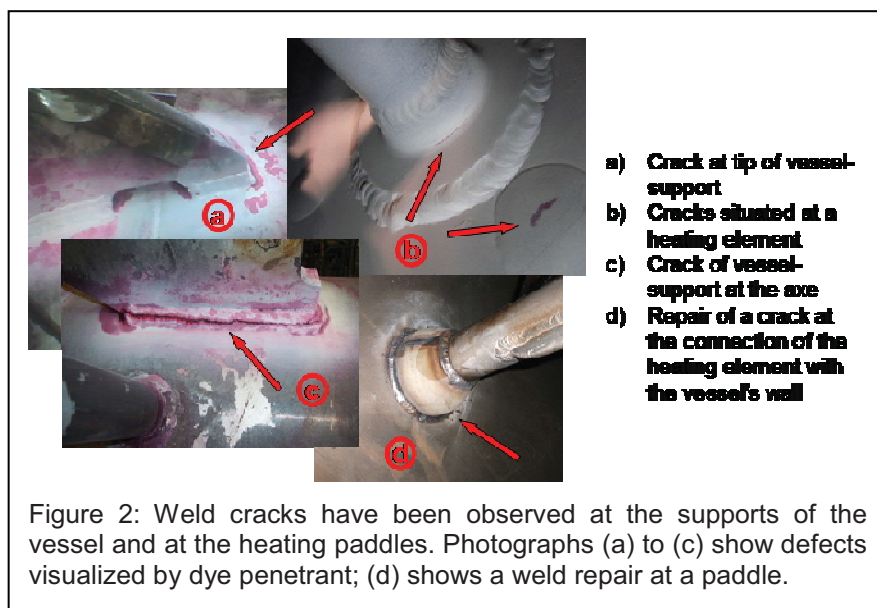 a
b
c
d
a) Crack at tip of vessel-
support
b) Cracks situated at a
heating element
c) Crack of vessel-
support at the axe
d) Repair of a crack at
the connection of the
heating element with
the vessel's wall
Figure 2: Weld cracks have been observed at the supports of the
vessel and at the heating paddles. Photographs (a) to (c) show defects
visualized by dye penetrant; (d) shows a weld repair at a paddle.